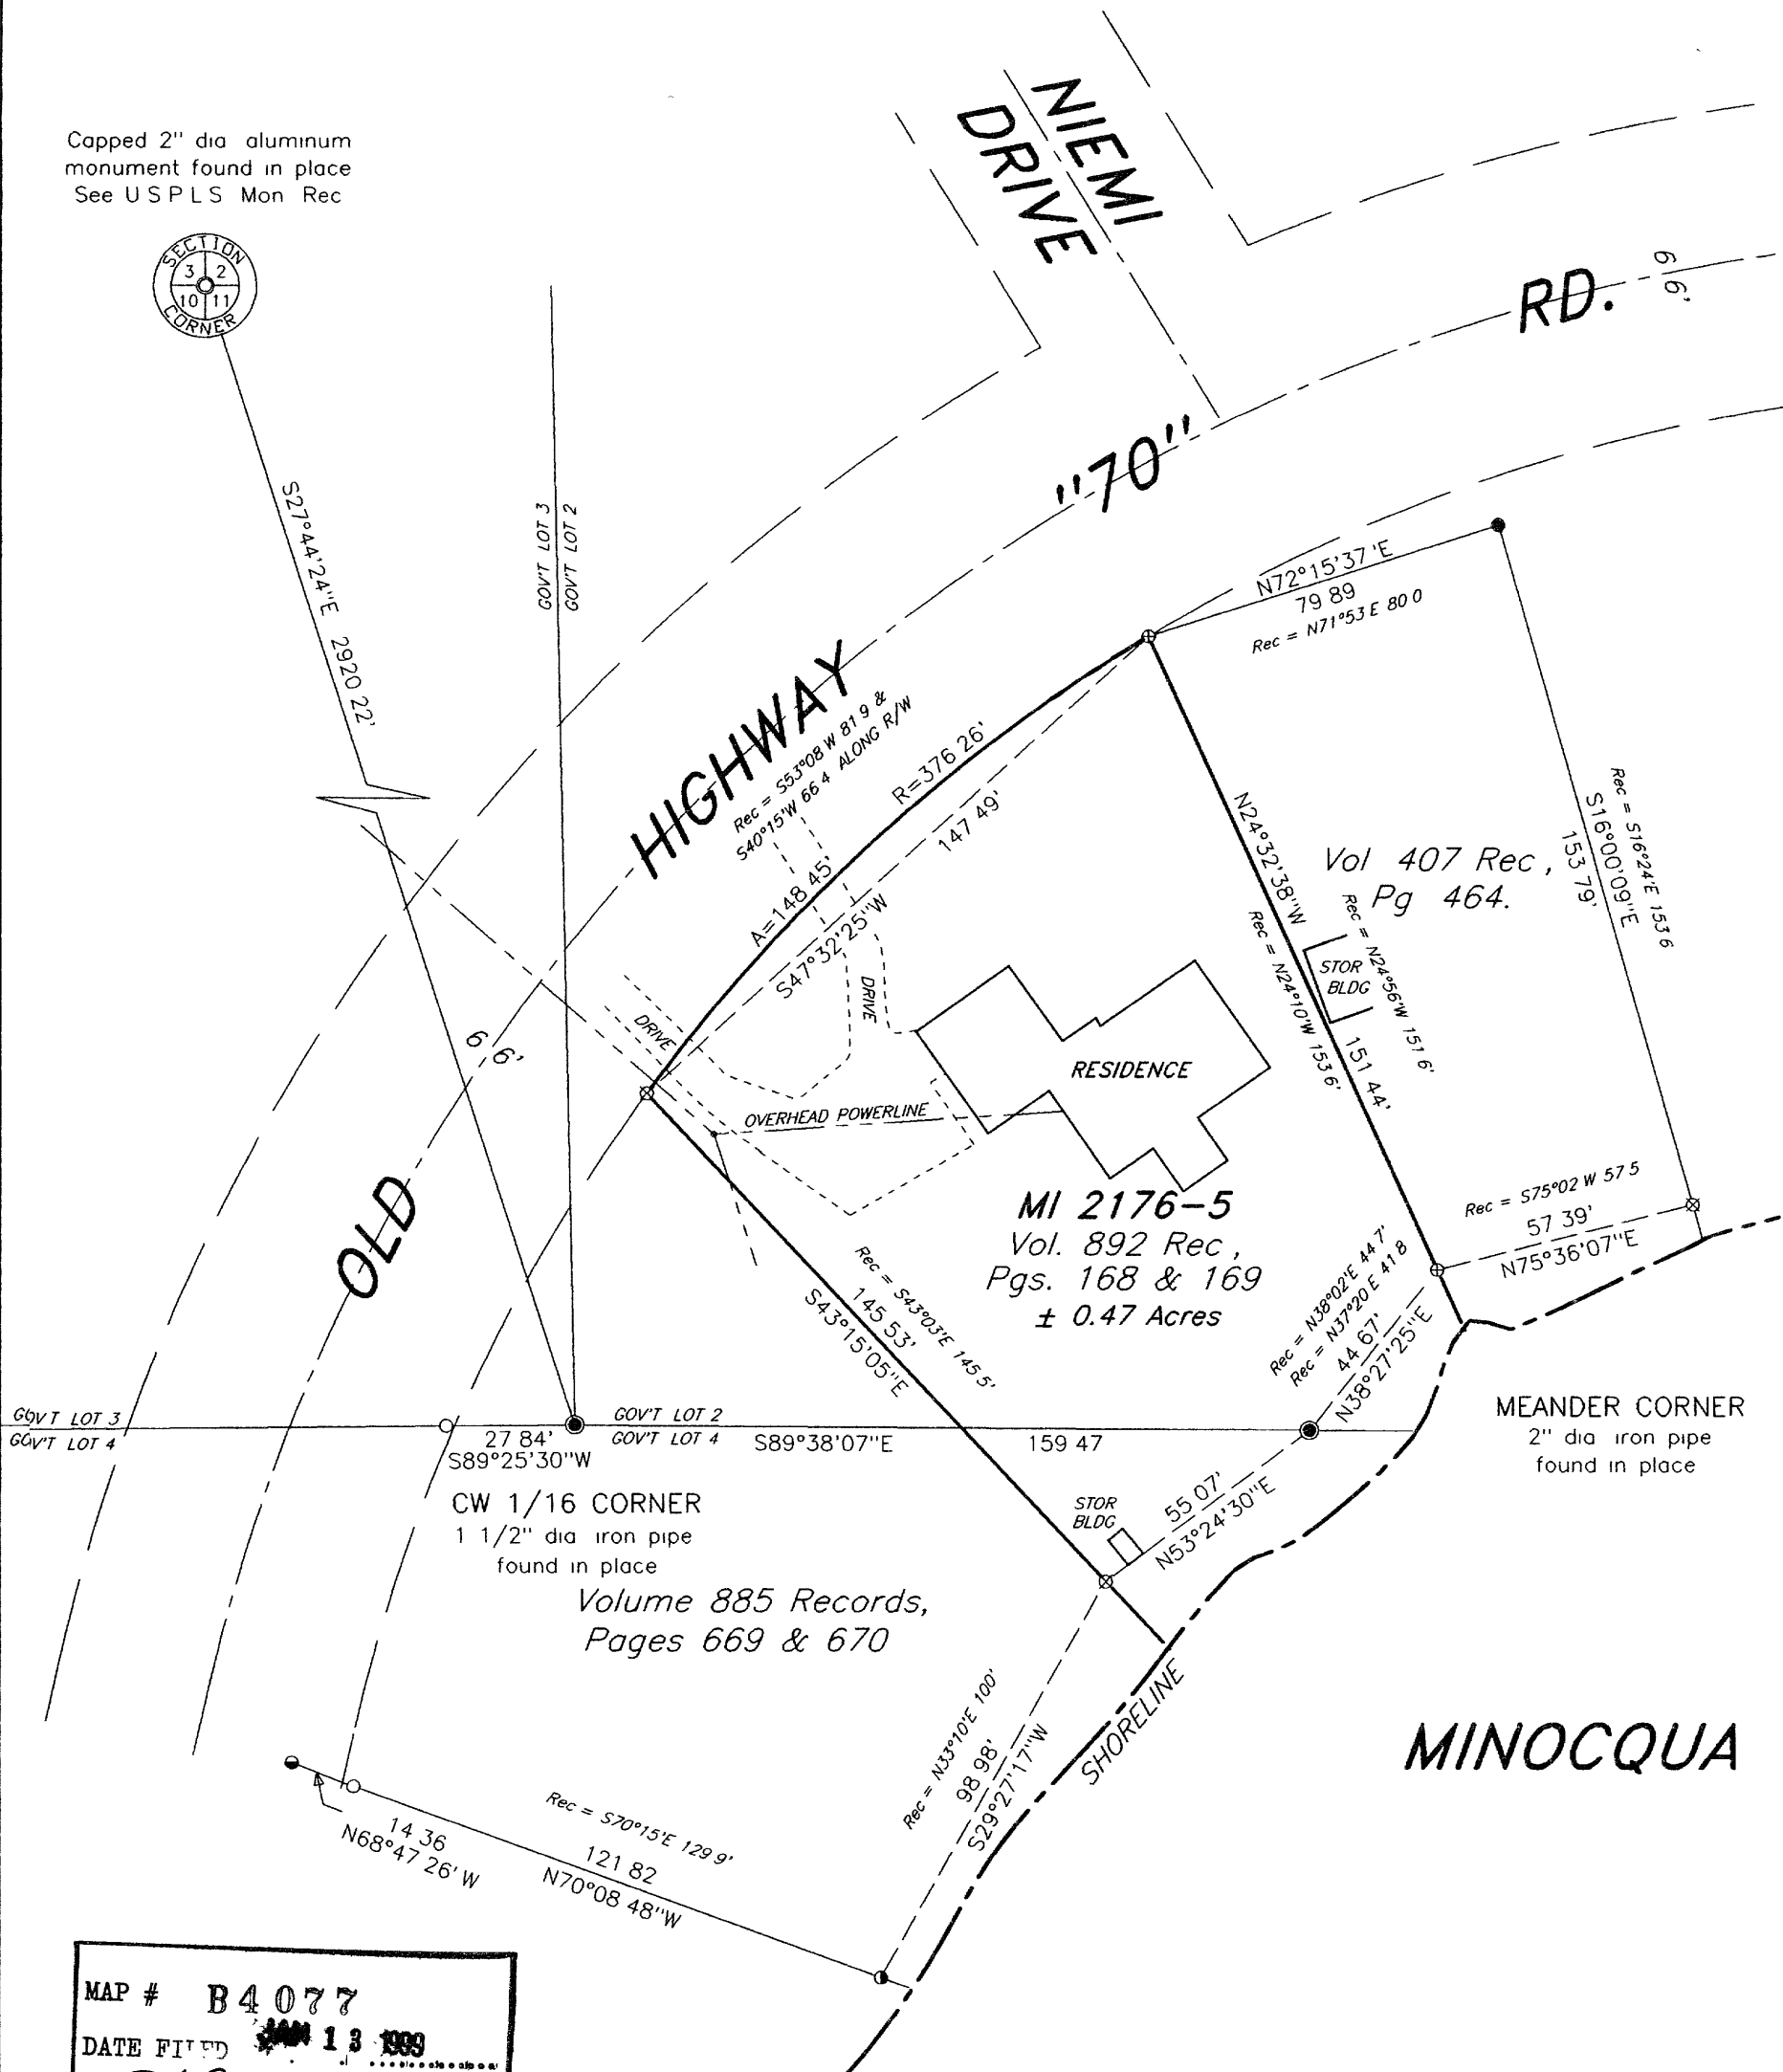 Capped 2" dia aluminum
monument found in place
See U S P L S Mon Rec
SECTION
3 2
10 11
CORNER
NIEMI
DRIVE
RD.
6 6'
"70"
HIGHWAY
OLD
6 6'
S27°44'24"E 2920 22'
GOV'T LOT 3
GOV'T LOT 2
N72°15'37 'E
79 89
Rec = N71°53 E 80 0
Rec = S53°08 W 81 9 &
S40°15'W 66 4 ALONG R/W
R=376 26'
147 49'
A=148 45'
S47°32'25"W
N24°32'38"W
Rec = N24°10'W 153 6'
Vol 407 Rec ,
Pg 464.
Rec = N24°56'W 151 6'
151 44'
STOR
BLDG
Rec = S16°24'E 153 6
S16°00'09"E
153 79'
DRIVE
DRIVE
RESIDENCE
OVERHEAD POWERLINE
MI 2176-5
Vol. 892 Rec ,
Pgs. 168 & 169
± 0.47 Acres
Rec = S75°02 W 57 5
57 39'
N75°36'07"E
Rec = S43°03'E 145 5'
145 53'
S43°15'05"E
Rec = N38°02'E 44 7'
Rec = N37°20 E 41 8
44 67'
N38°27'25"E
GOV T LOT 3
GOV'T LOT 4
27 84'
S89°25'30"W
GOV'T LOT 2
GOV'T LOT 4
S89°38'07"E
159 47
MEANDER CORNER
2" dia iron pipe
found in place
CW 1/16 CORNER
1 1/2" dia iron pipe
found in place
STOR
BLDG
55 07'
N53°24'30"E
Volume 885 Records,
Pages 669 & 670
Rec = N33°10'E 100'
98 98'
S29°27'17"W
SHORELINE
MINOCQUA
14 36
N68°47 26' W
Rec = S70°15'E 129 9'
121 82
N70°08 48"W
MAP # B4077
DATE FILED JAN 13 1999